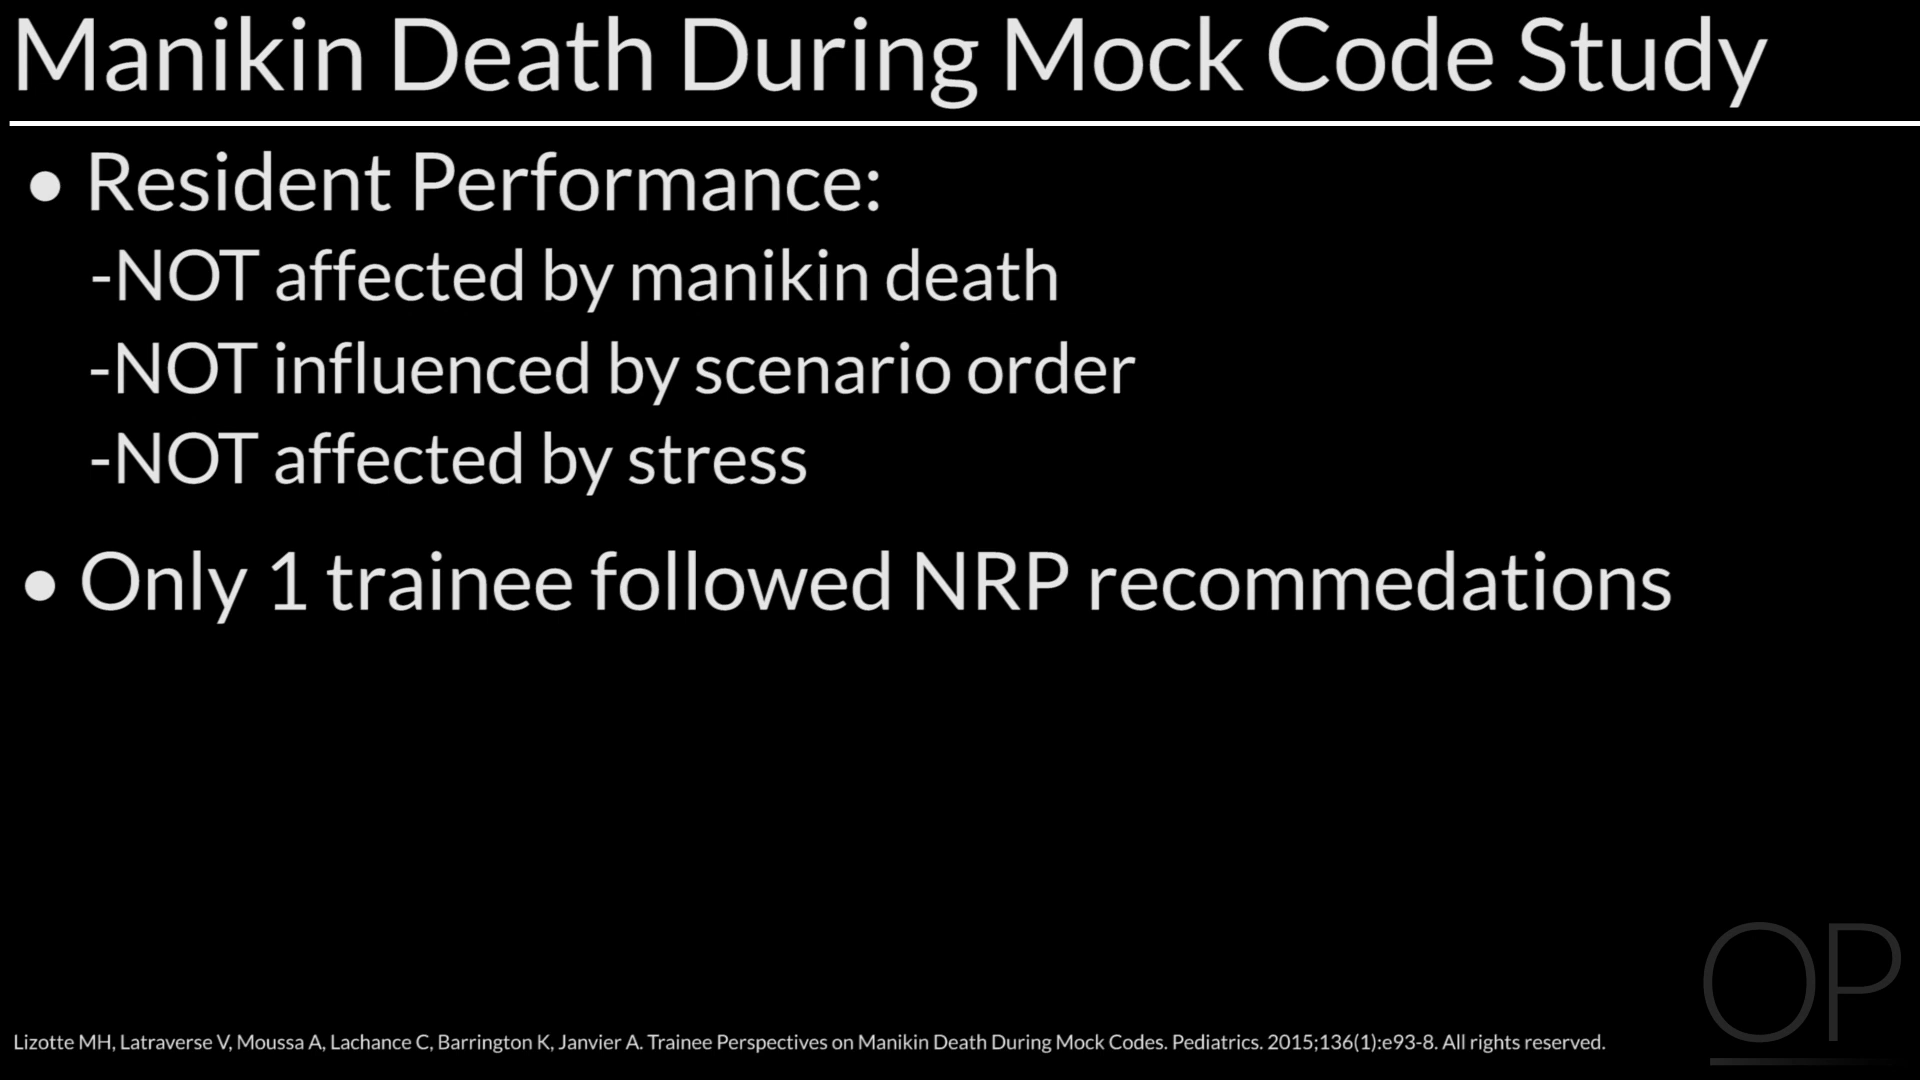 Manikin Death During Mock Code Study
• Resident Performance:
-NOT affected by manikin death
-NOT influenced by scenario order
-NOT affected by stress
• Only 1 trainee followed NRP recommedations
OP
Lizotte MH, Latraverse V, Moussa A, Lachance C, Barrington K, Janvier A. Trainee Perspectives on Manikin Death During Mock Codes. Pediatrics. 2015;136(1):e93-8. All rights reserved.